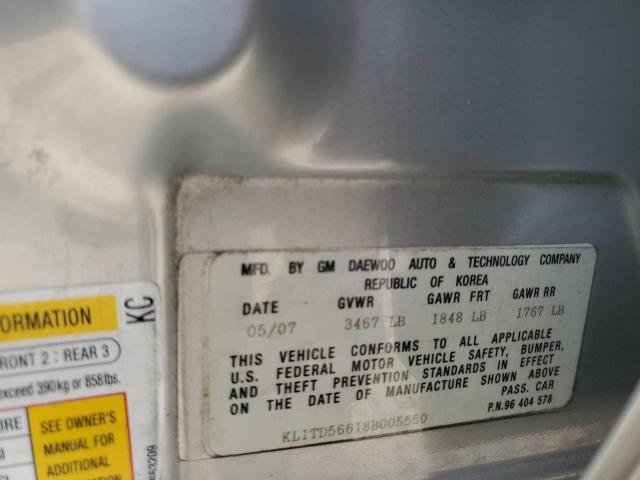 KC
ORMATION
RONT 2 : REAR 3
exceed 390kg or 858lbs.
SEE OWNER'S
MANUAL FOR
ADDITIONAL
MFD. BY GM DAEWOO AUTO & TECHNOLOGY COMPANY
REPUBLIC OF KOREA
DATE GVWR GAWR FRT GAWR RR
05/07 3467 LB 1848 LB 1767 LB
THIS VEHICLE CONFORMS TO ALL APPLICABLE
U.S. FEDERAL MOTOR VEHICLE SAFETY, BUMPER,
AND THEFT PREVENTION STANDARDS IN EFFECT
ON THE DATE OF MANUFACTURE SHOWN ABOVE
PASS. CAR
KL1TD56618B005550
P.N.96 404 578